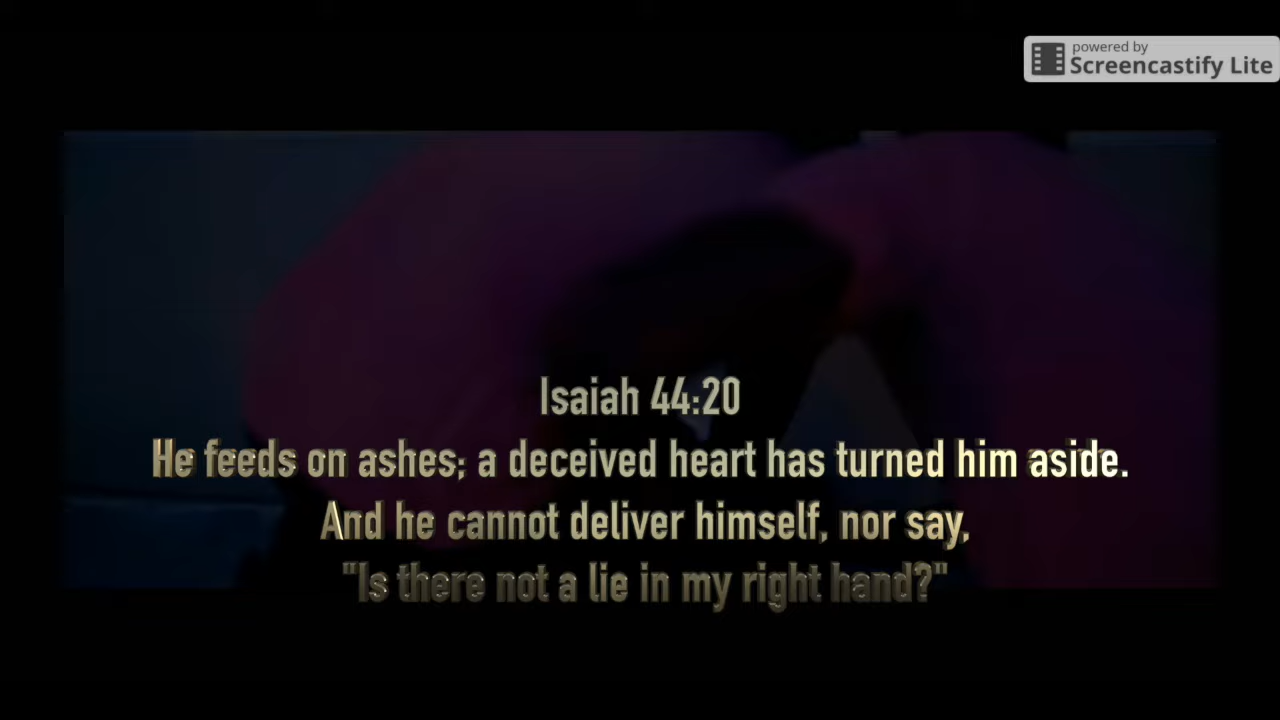 powered by
Screencastify Lite
Isaiah 44:20
He feeds on ashes; a deceived heart has turned him aside.
And he cannot deliver himself, nor say,
"Is there not a lie in my right hand?"